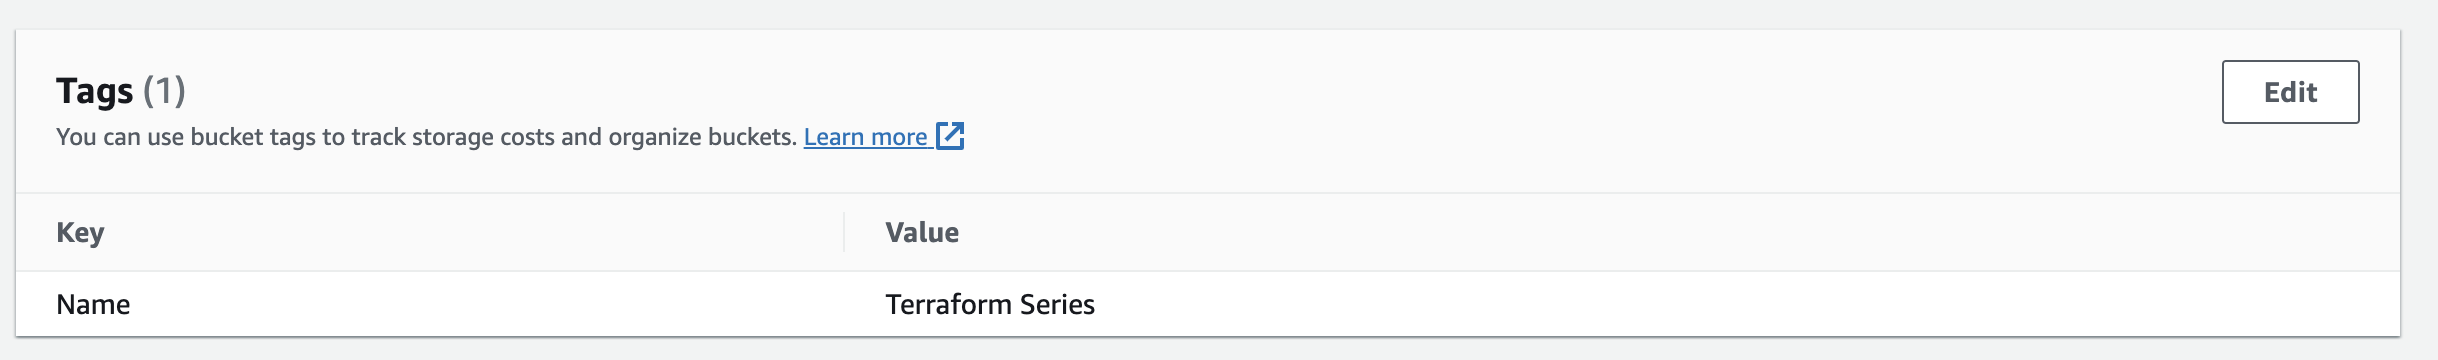 Tags (1)
Edit
You can use bucket tags to track storage costs and organize buckets. Learn more
Key Value
Name Terraform Series